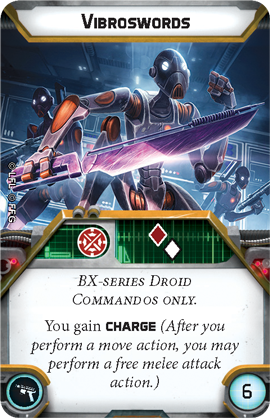 VIBROSWORDS
© LFL © FFG
BX-SERIES DROID
COMMANDOS ONLY.
You gain CHARGE (After you
perform a move action, you may
perform a free melee attack
action.)
6